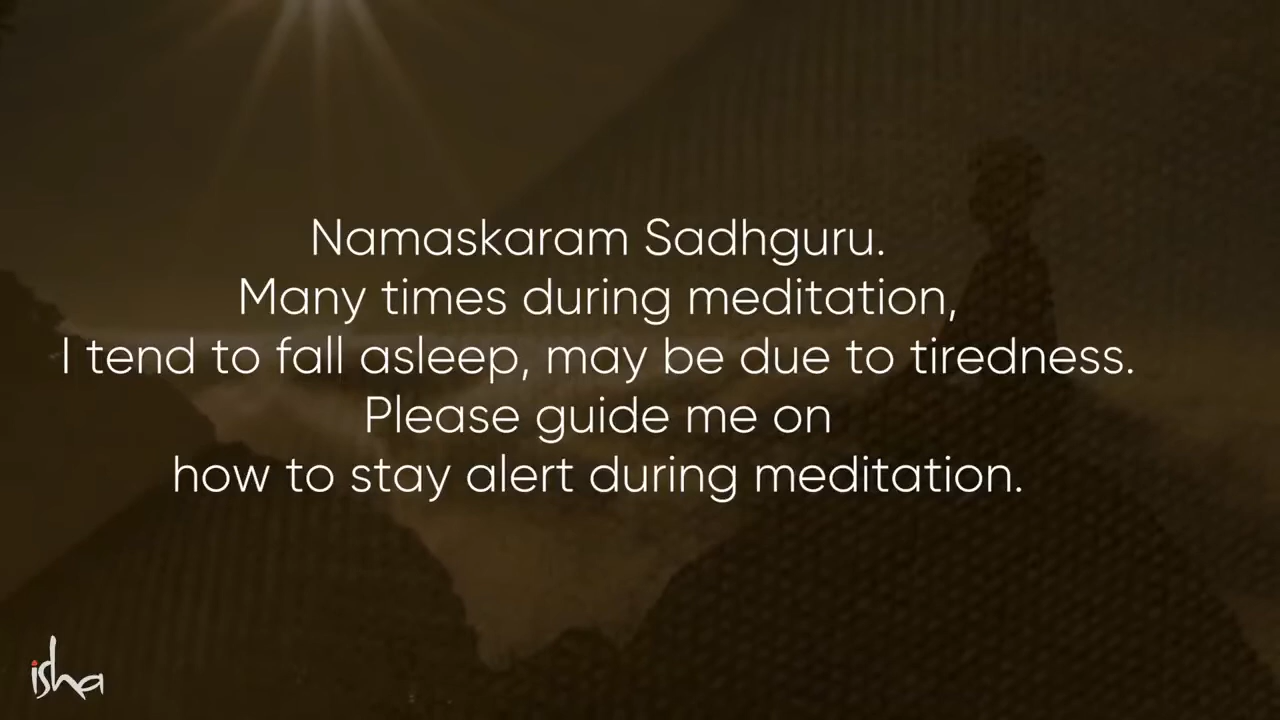 Namaskaram Sadhguru.
Many times during meditation,
I tend to fall asleep, may be due to tiredness.
Please guide me on
how to stay alert during meditation.
isha